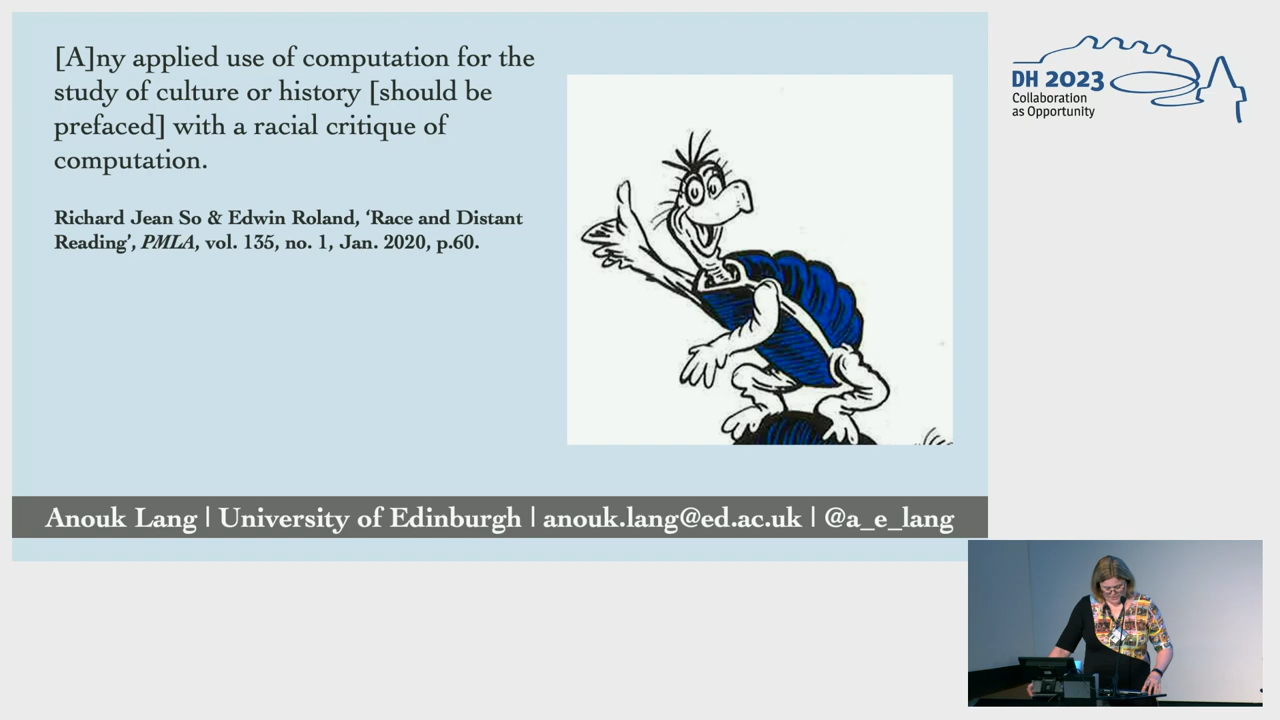 [A]ny applied use of computation for the
study of culture or history [should be
prefaced] with a racial critique of
computation.
Richard Jean So & Edwin Roland, ‘Race and Distant
Reading’, PMLA, vol. 135, no. 1, Jan. 2020, p.60.
Anouk Lang | University of Edinburgh | anouk.lang@ed.ac.uk | @a_e_lang
DH 2023
Collaboration
as Opportunity